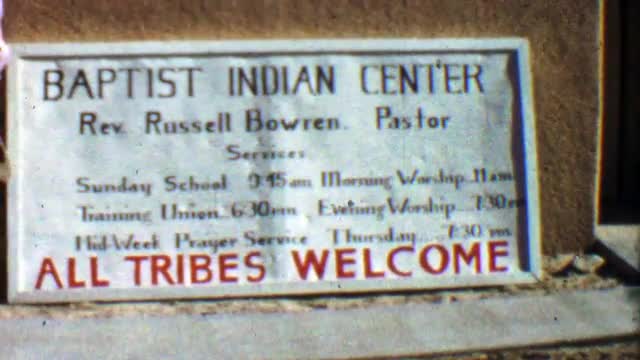 BAPTIST INDIAN CENTER
Rev. Russell Bowren. Pastor
Services
Sunday School 9:45 am Morning Worship.. 11 am
Training Union 6:30 pm Evening Worship.... 7:30 pm
Mid-Week Prayer Service Thursday..... 7:30 pm
ALL TRIBES WELCOME